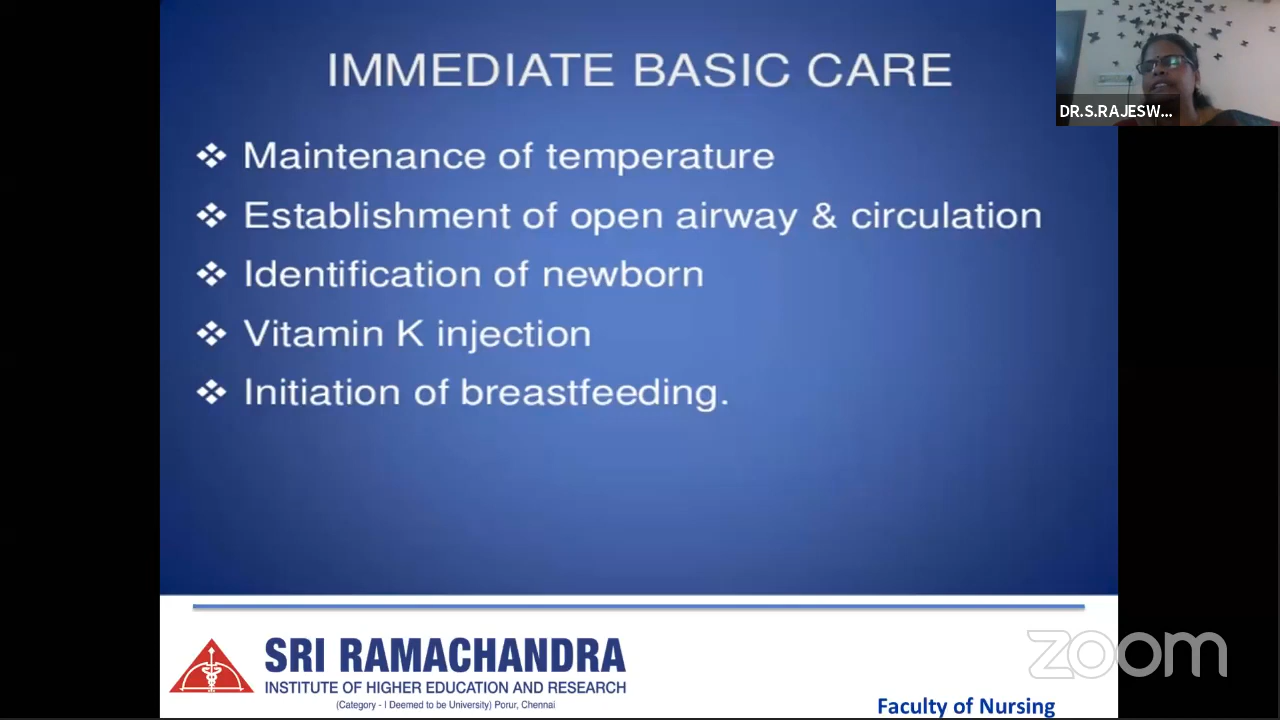 IMMEDIATE BASIC CARE
DR.S.RAJESW...
Maintenance of temperature
Establishment of open airway & circulation
Identification of newborn
Vitamin K injection
Initiation of breastfeeding.
SRI RAMACHANDRA
INSTITUTE OF HIGHER EDUCATION AND RESEARCH
(Category - I Deemed to be University) Porur, Chennai
zoom
Faculty of Nursing